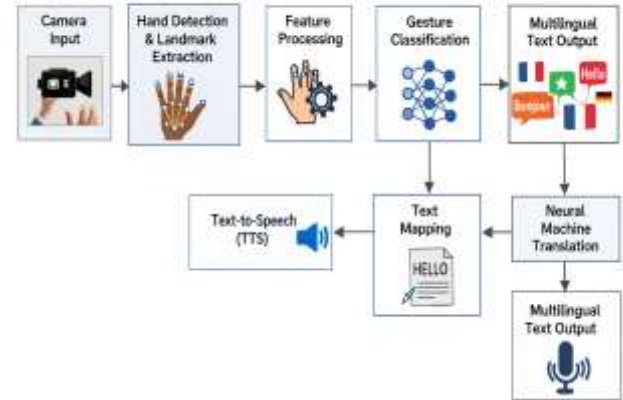 Camera
Input
Hand Detection
& Landmark
Extraction
Feature
Processing
Gesture
Classification
Multilingual
Text Output
Hello
Bonjour
Text-to-Speech
(TTS)
Text
Mapping
HELLO
Neural
Machine
Translation
Multilingual
Text Output